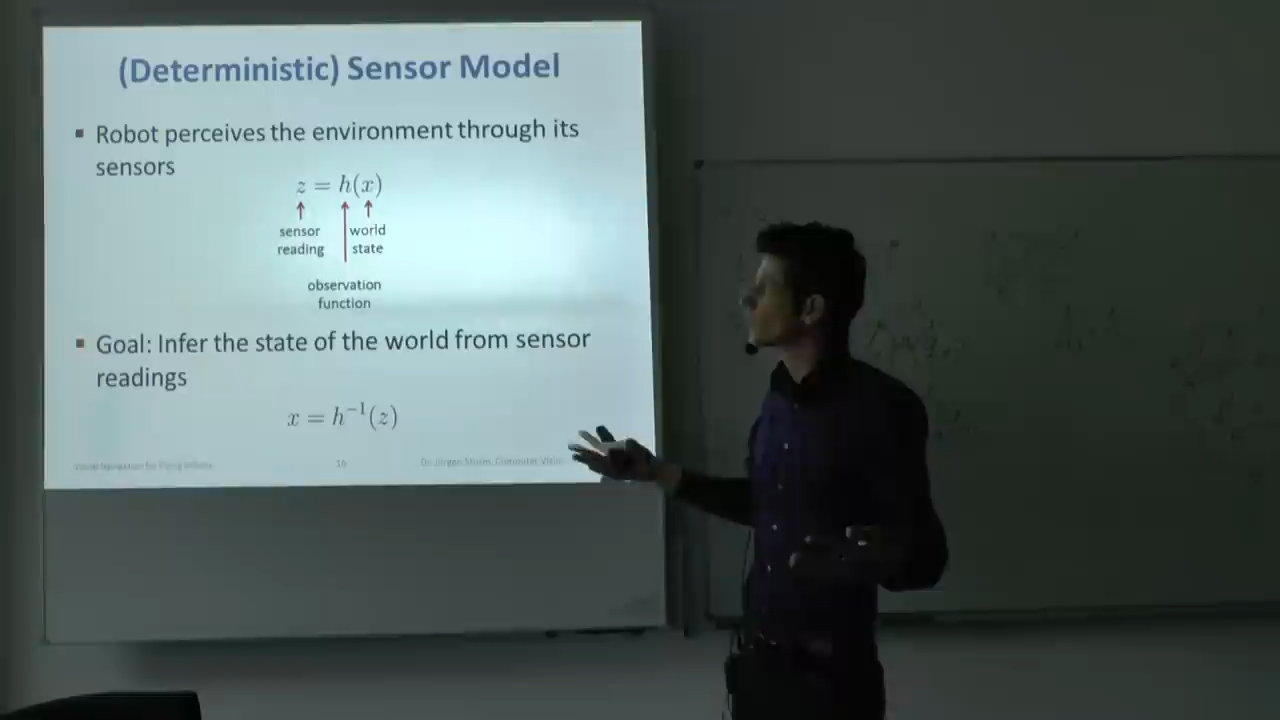 (Deterministic) Sensor Model
▪ Robot perceives the environment through its
sensors
z = h(x)
sensor
reading
world
state
observation
function
▪ Goal: Infer the state of the world from sensor
readings
x = h⁻¹(z)
Visual Navigation for Flying Robots
Dr. Jürgen Sturm, Computer Vision